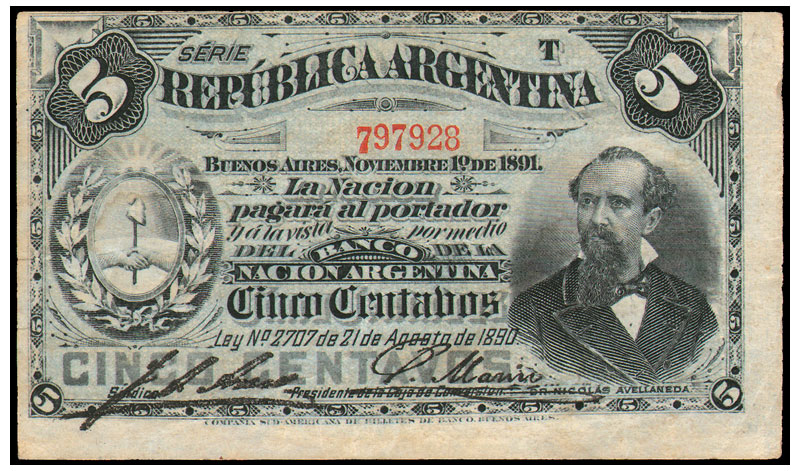 SÉRIE T
5 5
REPÚBLICA ARGENTINA
797928
BUENOS AIRES, NOVIEMBRE 1º DE 1891.
La Nacion
pagará al portador
y á la vista por medio
DEL BANCO DE LA
NACION ARGENTINA
Cinco Centavos
Ley Nº 2707 de 21 de Agosto de 1890
CINCO CENTAVOS
Síndico Presidente de la Caja de Conversion DR. NICOLÁS AVELLANEDA
5 5
COMPAÑIA SUD-AMERICANA DE BILLETES DE BANCO. BUENOS AIRES.